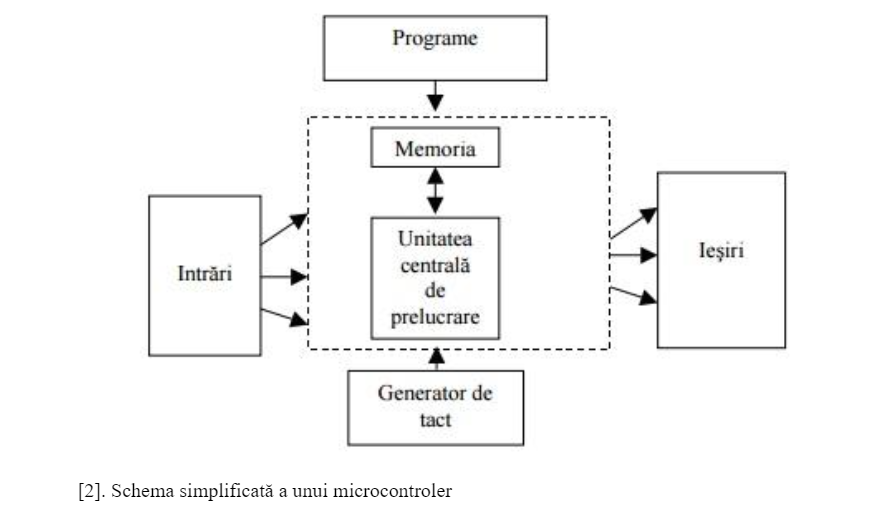 Programe
Memoria
Unitatea
centrală
de
prelucrare
Intrări
Ieşiri
Generator de
tact
[2]. Schema simplificată a unui microcontroler